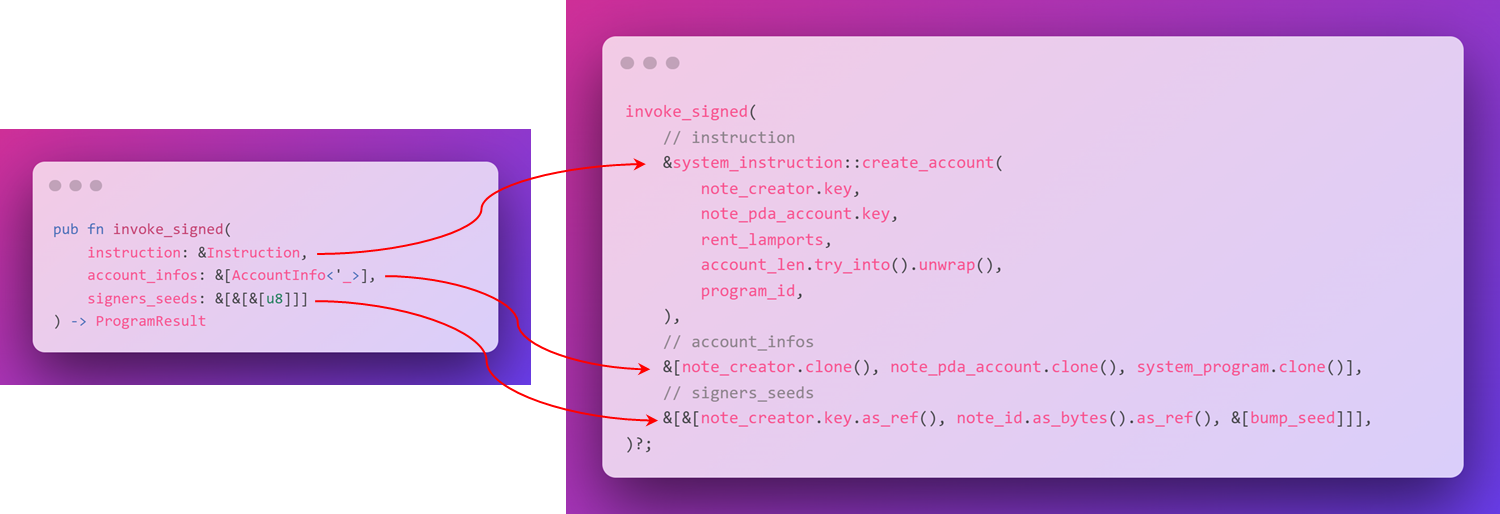 pub fn invoke_signed(
    instruction: &Instruction,
    account_infos: &[AccountInfo<'_>],
    signers_seeds: &[&[&[u8]]]
) -> ProgramResult
invoke_signed(
    // instruction
    &system_instruction::create_account(
        note_creator.key,
        note_pda_account.key,
        rent_lamports,
        account_len.try_into().unwrap(),
        program_id,
    ),
    // account_infos
    &[note_creator.clone(), note_pda_account.clone(), system_program.clone()],
    // signers_seeds
    &[&[note_creator.key.as_ref(), note_id.as_bytes().as_ref(), &[bump_seed]]],
)?;